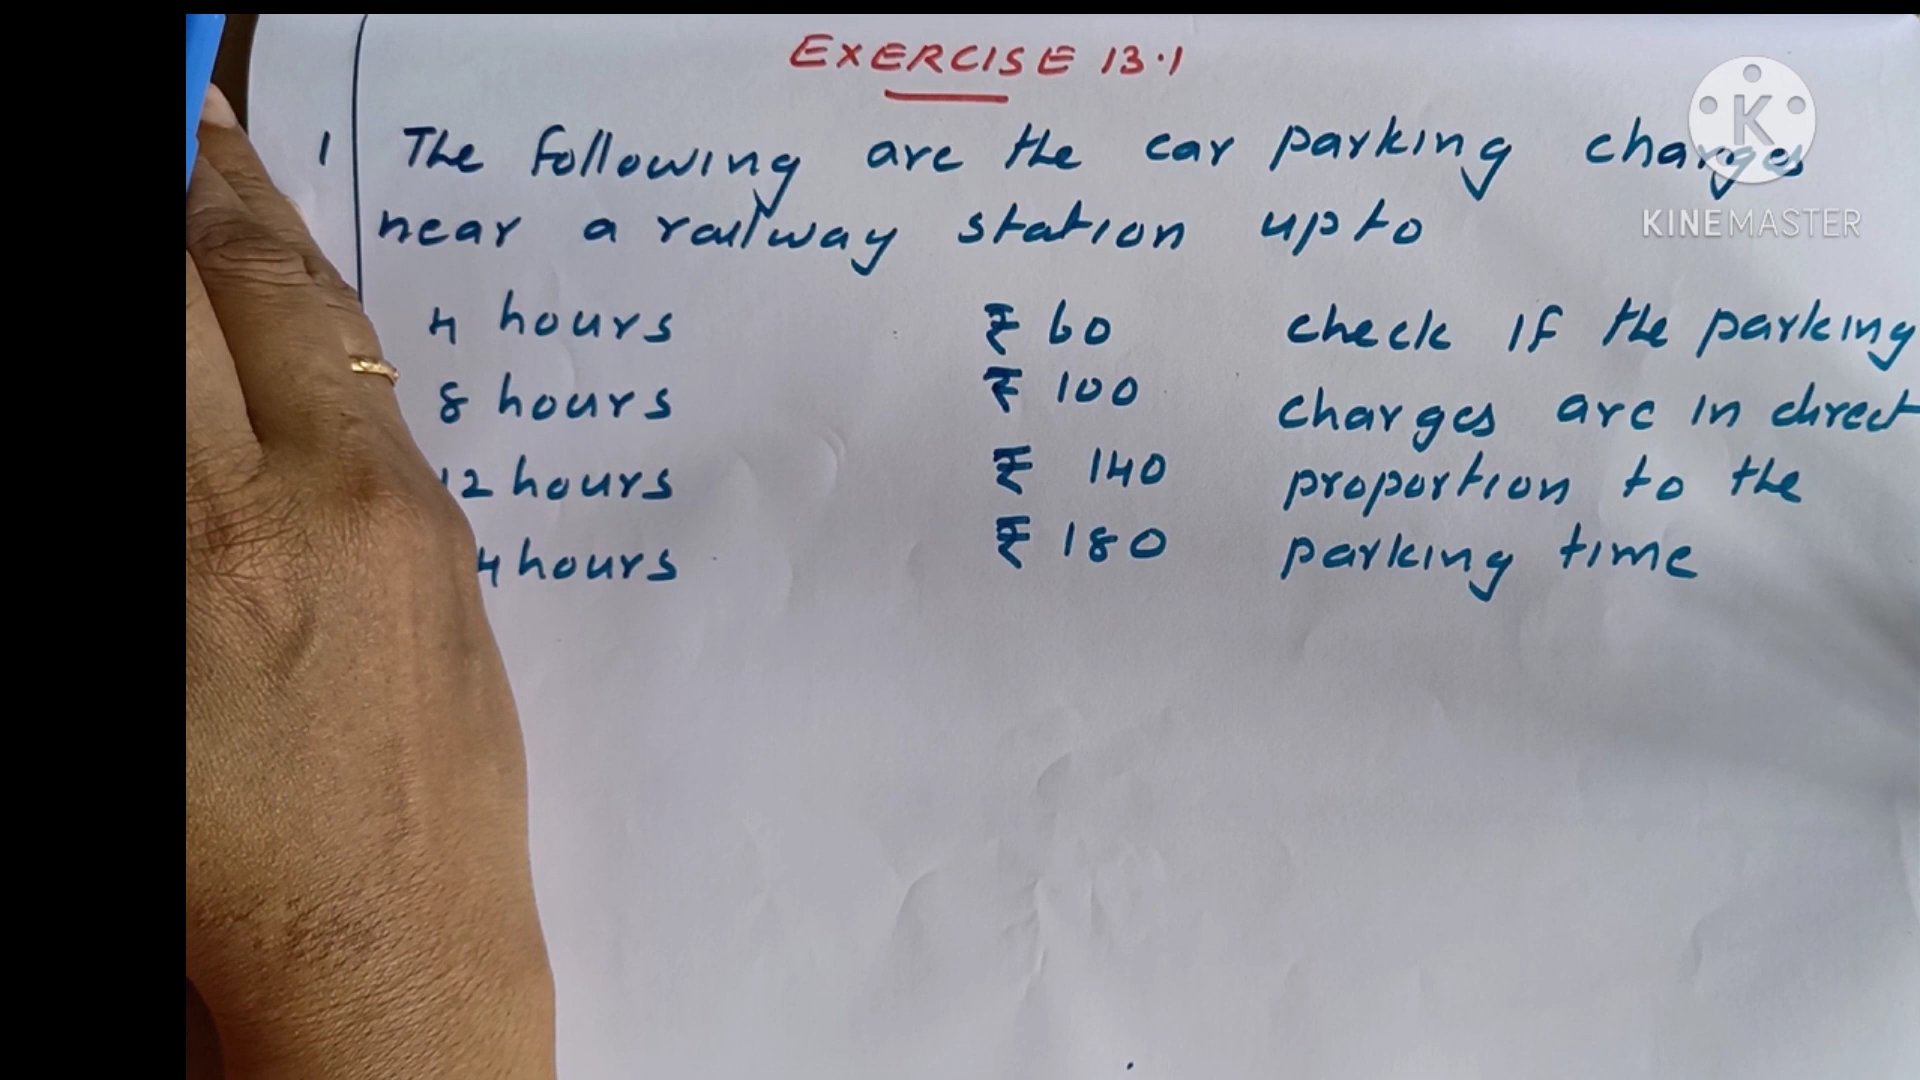 EXERCISE 13.1
1 The following are the car parking charges
near a railway station upto
4 hours ₹ 60 check if the parking
8 hours ₹ 100 charges are in direct
12 hours ₹ 140 proportion to the
4 hours ₹ 180 parking time
K
KINEMASTER